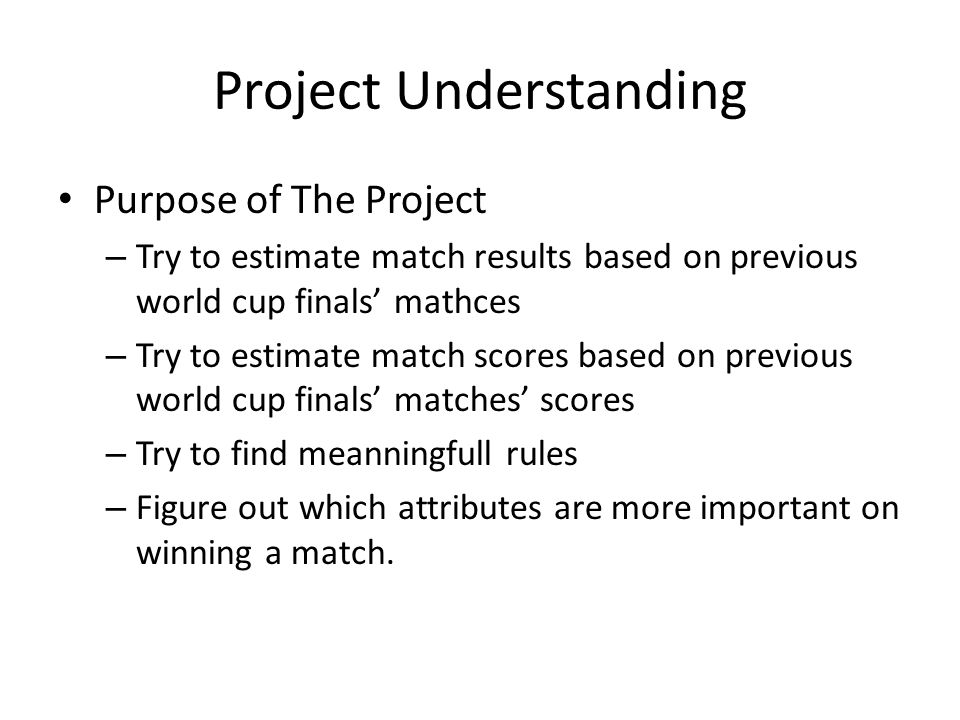 Project Understanding
• Purpose of The Project
– Try to estimate match results based on previous
world cup finals’ mathces
– Try to estimate match scores based on previous
world cup finals’ matches’ scores
– Try to find meanningfull rules
– Figure out which attributes are more important on
winning a match.